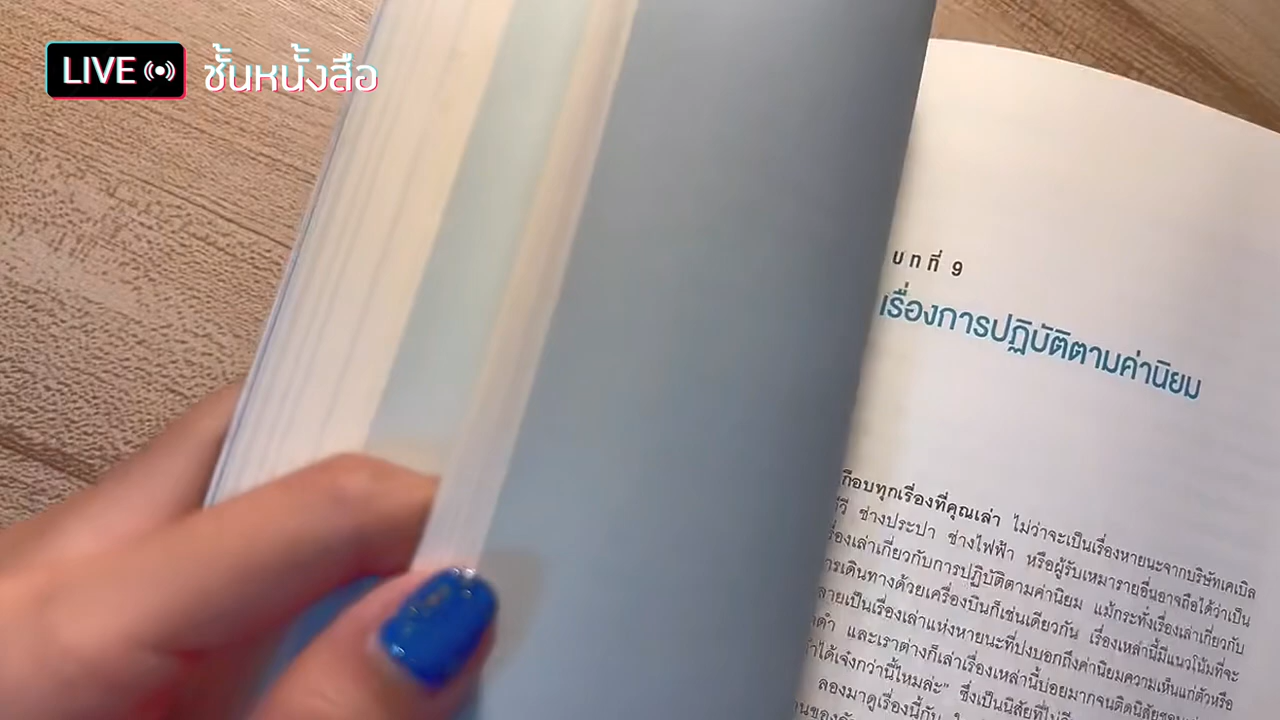 LIVE
ชั้นหนังสือ
บทที่ 9
เรื่องการปฏิบัติตามค่านิยม
เกือบทุกเรื่องที่คุณเล่า ไม่ว่าจะเป็นเรื่องหายนะจากบริษัทเคเบิล
ช่างประปา ช่างไฟฟ้า หรือผู้รับเหมารายอื่นอาจถือได้ว่าเป็น
เรื่องเล่าเกี่ยวกับการปฏิบัติตามค่านิยม แม้กระทั่งเรื่องเล่าเกี่ยวกับ
การเดินทางด้วยเครื่องบินก็เช่นเดียวกัน เรื่องเหล่านี้มีแนวโน้มที่จะ
ลายเป็นเรื่องเล่าแห่งหายนะที่บ่งบอกถึงค่านิยมความเห็นแก่ตัวหรือ
และเราต่างก็เล่าเรื่องเหล่านี้บ่อยมากจนติดนิสัย
ได้เจ๋งกว่านี้ไหมล่ะ" ซึ่งเป็นนิสัยที่
ลองมาดูเรื่องนี้กัน